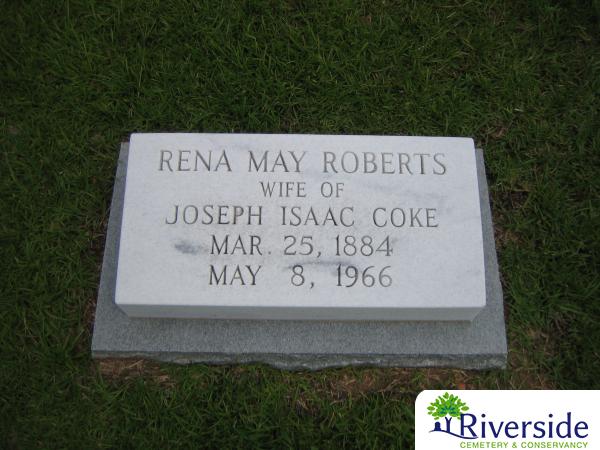 RENA MAY ROBERTS
WIFE OF
JOSEPH ISAAC COKE
MAR. 25, 1884
MAY 8, 1966
Riverside
CEMETERY & CONSERVANCY